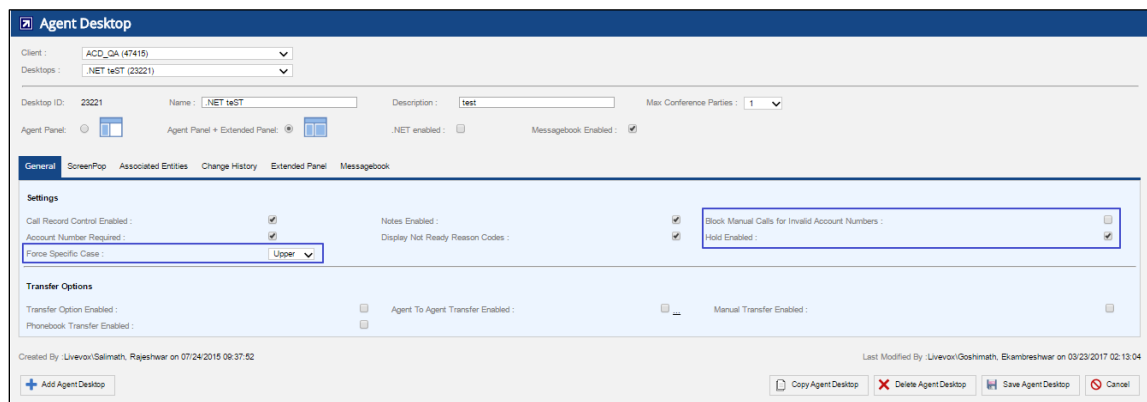 Agent Desktop
Client : ACD_QA (47415)
Desktops : .NET teST (23221)
Desktop ID: 23221 Name : .NET teST Description : test Max Conference Parties : 1
Agent Panel: Agent Panel + Extended Panel: .NET enabled : Messagebook Enabled :
General ScreenPop Associated Entities Change History Extended Panel Messagebook
Settings
Call Record Control Enabled : Notes Enabled : Block Manual Calls for Invalid Account Numbers :
Account Number Required : Display Not Ready Reason Codes : Hold Enabled :
Force Specific Case : Upper
Transfer Options
Transfer Option Enabled : Agent To Agent Transfer Enabled : ... Manual Transfer Enabled :
Phonebook Transfer Enabled :
Created By :Livevox\Salimath, Rajeshwar on 07/24/2015 09:37:52 Last Modified By :Livevox\Goshimath, Ekambreshwar on 03/23/2017 02:13:04
Add Agent Desktop Copy Agent Desktop Delete Agent Desktop Save Agent Desktop Cancel